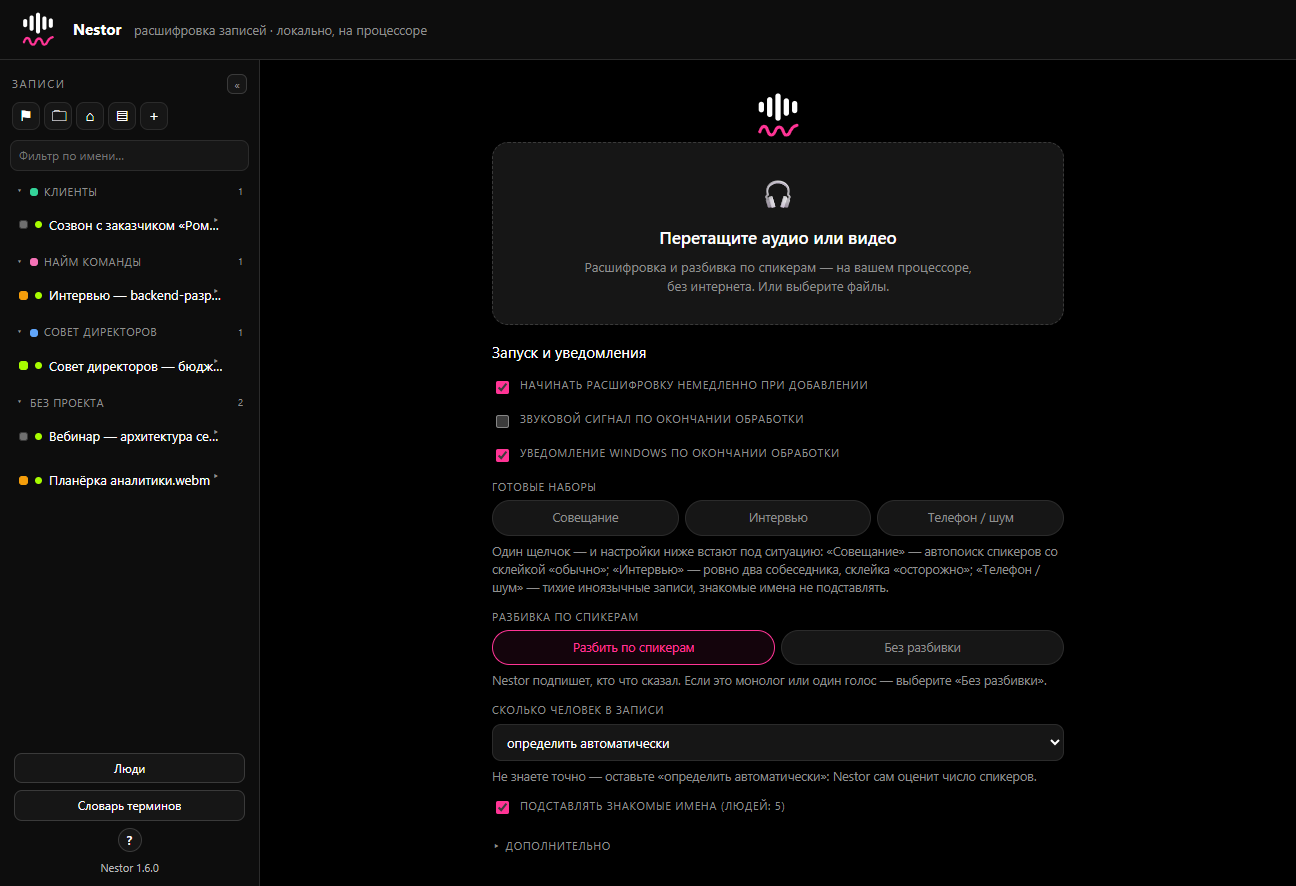 Nestor расшифровка записей · локально, на процессоре
ЗАПИСИ «
+
Фильтр по имени...
КЛИЕНТЫ 1
Созвон с заказчиком «Ром...
НАЙМ КОМАНДЫ 1
Интервью — backend-разр...
СОВЕТ ДИРЕКТОРОВ 1
Совет директоров — бюдж...
БЕЗ ПРОЕКТА 2
Вебинар — архитектура се...
Планёрка аналитики.webm
Люди
Словарь терминов
?
Nestor 1.6.0
Перетащите аудио или видео
Расшифровка и разбивка по спикерам — на вашем процессоре,
без интернета. Или выберите файлы.
Запуск и уведомления
НАЧИНАТЬ РАСШИФРОВКУ НЕМЕДЛЕННО ПРИ ДОБАВЛЕНИИ
ЗВУКОВОЙ СИГНАЛ ПО ОКОНЧАНИИ ОБРАБОТКИ
УВЕДОМЛЕНИЕ WINDOWS ПО ОКОНЧАНИИ ОБРАБОТКИ
ГОТОВЫЕ НАБОРЫ
Совещание Интервью Телефон / шум
Один щелчок — и настройки ниже встают под ситуацию: «Совещание» — автопоиск спикеров со
склейкой «обычно»; «Интервью» — ровно два собеседника, склейка «осторожно»; «Телефон /
шум» — тихие иноязычные записи, знакомые имена не подставлять.
РАЗБИВКА ПО СПИКЕРАМ
Разбить по спикерам Без разбивки
Nestor подпишет, кто что сказал. Если это монолог или один голос — выберите «Без разбивки».
СКОЛЬКО ЧЕЛОВЕК В ЗАПИСИ
определить автоматически
Не знаете точно — оставьте «определить автоматически»: Nestor сам оценит число спикеров.
ПОДСТАВЛЯТЬ ЗНАКОМЫЕ ИМЕНА (ЛЮДЕЙ: 5)
ДОПОЛНИТЕЛЬНО